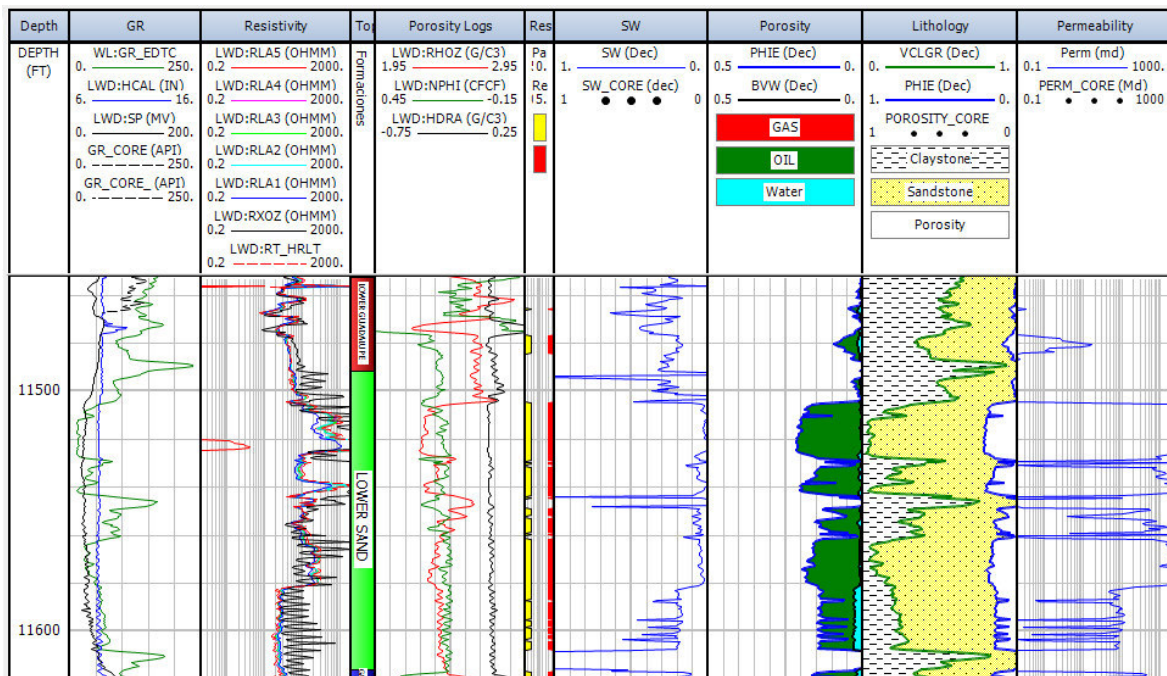 Depth GR Resistivity Top Porosity Logs Res SW Porosity Lithology Permeability
DEPTH
(FT)
WL:GR_EDTC
0. 250.
LWD:HCAL (IN)
6. 16.
LWD:SP (MV)
0. 200.
GR_CORE (API)
0. 250.
GR_CORE_ (API)
0. 250.
LWD:RLA5 (OHMM)
0.2 2000.
LWD:RLA4 (OHMM)
0.2 2000.
LWD:RLA3 (OHMM)
0.2 2000.
LWD:RLA2 (OHMM)
0.2 2000.
LWD:RLA1 (OHMM)
0.2 2000.
LWD:RXOZ (OHMM)
0.2 2000.
LWD:RT_HRLT
0.2 2000.
Formaciones
LWD:RHOZ (G/C3)
1.95 2.95
LWD:NPHI (CFCF)
0.45 -0.15
LWD:HDRA (G/C3)
-0.75 0.25
Pa
Re
SW (Dec)
1. 0.
SW_CORE (dec)
1 0
PHIE (Dec)
0.5 0.
BVW (Dec)
0.5 0.
GAS
OIL
Water
VCLGR (Dec)
0. 1.
PHIE (Dec)
1. 0.
POROSITY_CORE
1 0
Claystone
Sandstone
Porosity
Perm (md)
0.1 1000.
PERM_CORE (Md)
0.1 1000
LOWER GUADALUPE
11500
LOWER SAND
11600